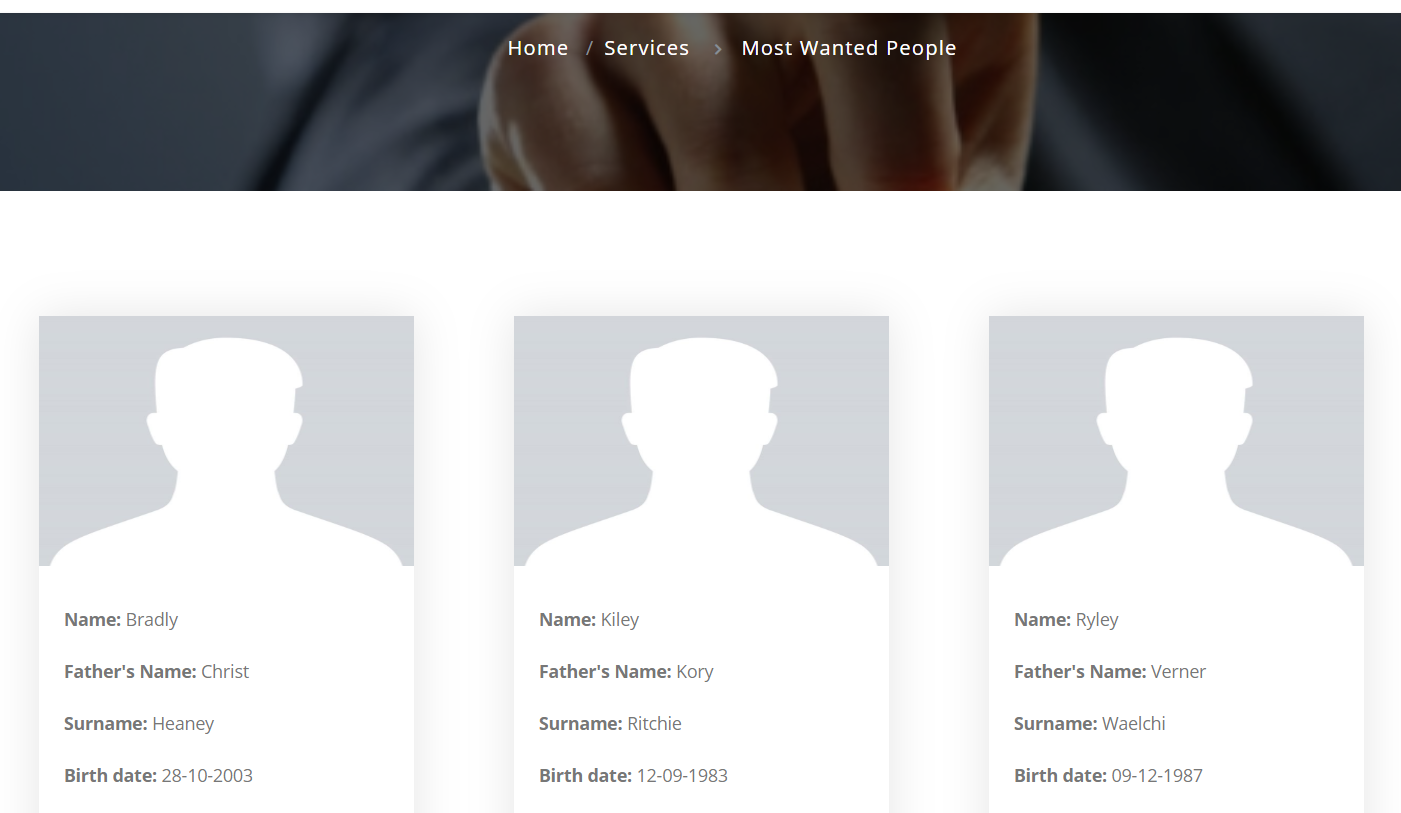 Home / Services > Most Wanted People
Name: Bradly
Father's Name: Christ
Surname: Heaney
Birth date: 28-10-2003
Name: Kiley
Father's Name: Kory
Surname: Ritchie
Birth date: 12-09-1983
Name: Ryley
Father's Name: Verner
Surname: Waelchi
Birth date: 09-12-1987